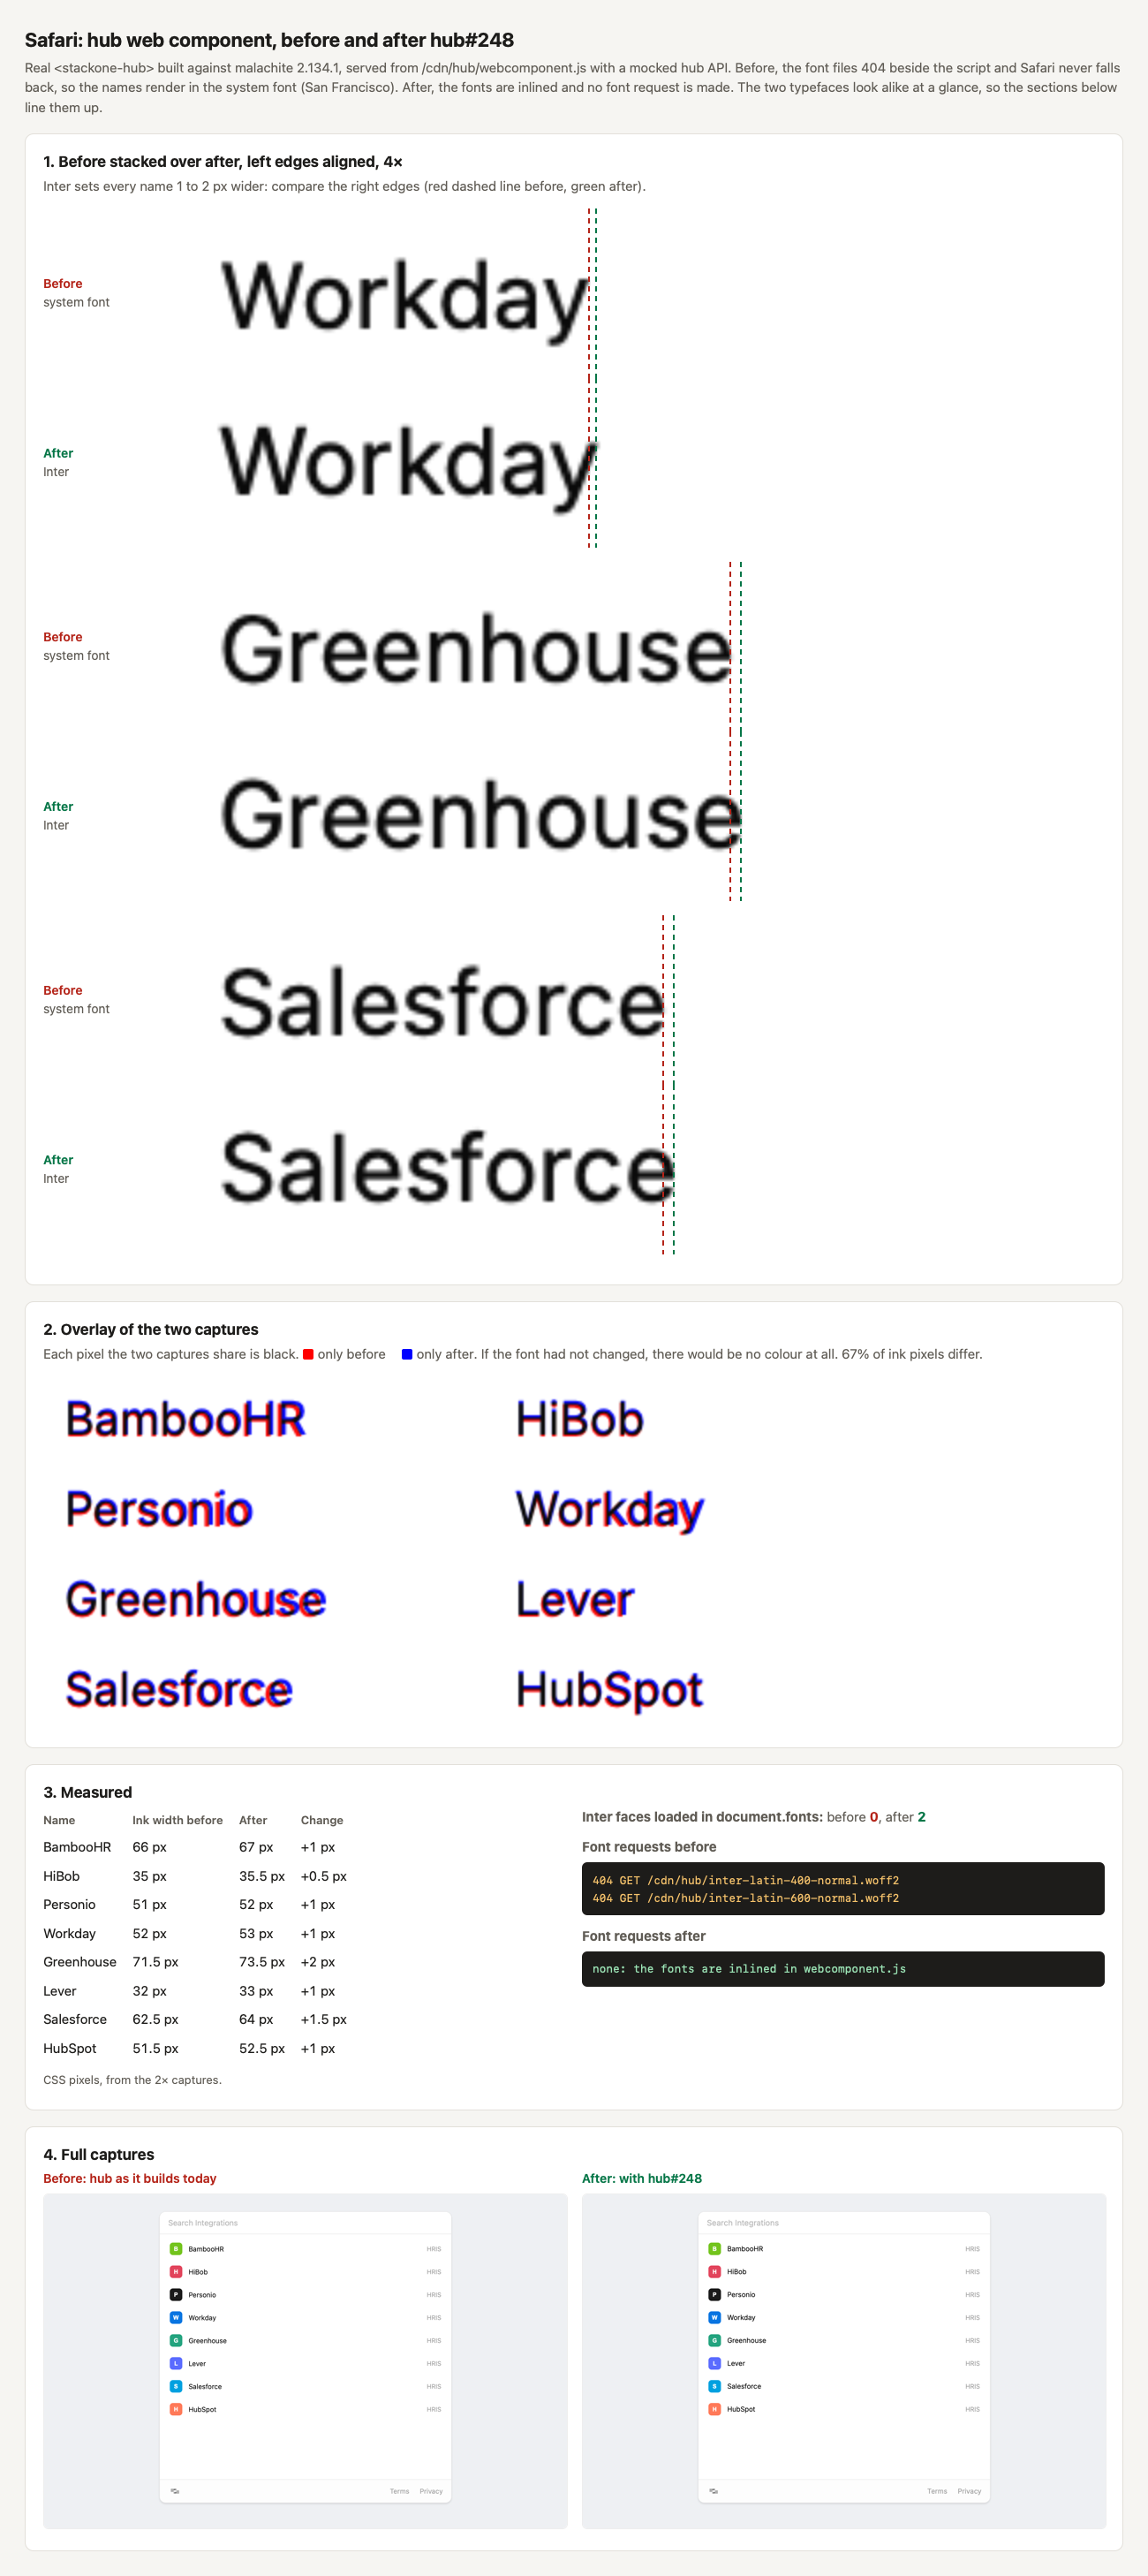 Safari: hub web component, before and after hub#248
Real <stackone-hub> built against malachite 2.134.1, served from /cdn/hub/webcomponent.js with a mocked hub API. Before, the font files 404 beside the script and Safari never falls
back, so the names render in the system font (San Francisco). After, the fonts are inlined and no font request is made. The two typefaces look alike at a glance, so the sections below
line them up.
1. Before stacked over after, left edges aligned, 4×
Inter sets every name 1 to 2 px wider: compare the right edges (red dashed line before, green after).
Before
system font
Workday
After
Inter
Workday
Before
system font
Greenhouse
After
Inter
Greenhouse
Before
system font
Salesforce
After
Inter
Salesforce
2. Overlay of the two captures
Each pixel the two captures share is black. only before only after. If the font had not changed, there would be no colour at all. 67% of ink pixels differ.
BambooHR HiBob
Personio Workday
Greenhouse Lever
Salesforce HubSpot
3. Measured
Name Ink width before After Change
BambooHR 66 px 67 px +1 px
HiBob 35 px 35.5 px +0.5 px
Personio 51 px 52 px +1 px
Workday 52 px 53 px +1 px
Greenhouse 71.5 px 73.5 px +2 px
Lever 32 px 33 px +1 px
Salesforce 62.5 px 64 px +1.5 px
HubSpot 51.5 px 52.5 px +1 px
CSS pixels, from the 2× captures.
Inter faces loaded in document.fonts: before 0, after 2
Font requests before
404 GET /cdn/hub/inter-latin-400-normal.woff2
404 GET /cdn/hub/inter-latin-600-normal.woff2
Font requests after
none: the fonts are inlined in webcomponent.js
4. Full captures
Before: hub as it builds today
Search Integrations
B BambooHR HRIS
H HiBob HRIS
P Personio HRIS
W Workday HRIS
G Greenhouse HRIS
L Lever HRIS
S Salesforce HRIS
H HubSpot HRIS
Terms Privacy
After: with hub#248
Search Integrations
B BambooHR HRIS
H HiBob HRIS
P Personio HRIS
W Workday HRIS
G Greenhouse HRIS
L Lever HRIS
S Salesforce HRIS
H HubSpot HRIS
Terms Privacy